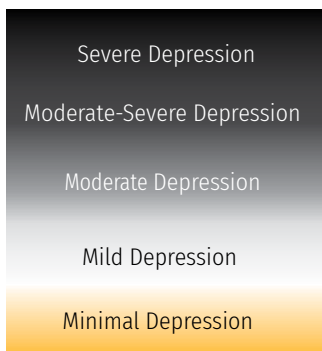 Severe Depression
Moderate-Severe Depression
Moderate Depression
Mild Depression
Minimal Depression